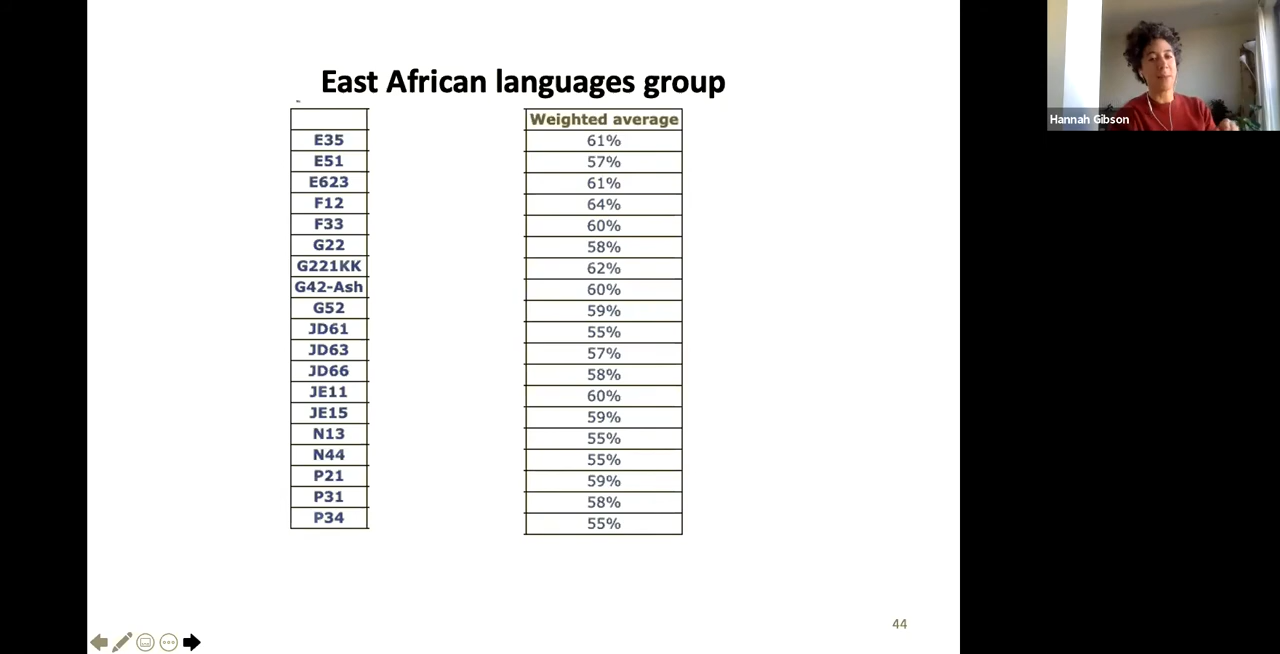 East African languages group
Weighted average
E35 61%
E51 57%
E623 61%
F12 64%
F33 60%
G22 58%
G221KK 62%
G42-Ash 60%
G52 59%
JD61 55%
JD63 57%
JD66 58%
JE11 60%
JE15 59%
N13 55%
N44 55%
P21 59%
P31 58%
P34 55%
44
Hannah Gibson